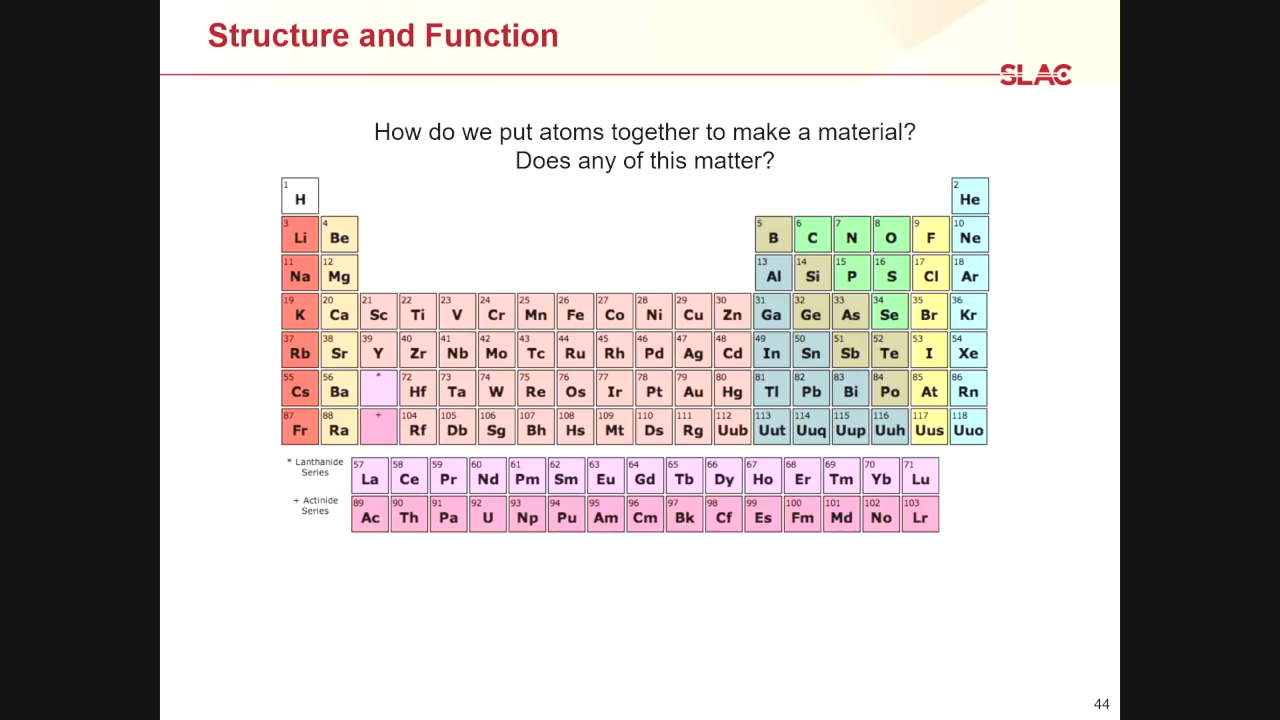 Structure and Function
SLAC
How do we put atoms together to make a material?
Does any of this matter?
1 H 2 He
3 Li 4 Be 5 B 6 C 7 N 8 O 9 F 10 Ne
11 Na 12 Mg 13 Al 14 Si 15 P 16 S 17 Cl 18 Ar
19 K 20 Ca 21 Sc 22 Ti 23 V 24 Cr 25 Mn 26 Fe 27 Co 28 Ni 29 Cu 30 Zn 31 Ga 32 Ge 33 As 34 Se 35 Br 36 Kr
37 Rb 38 Sr 39 Y 40 Zr 41 Nb 42 Mo 43 Tc 44 Ru 45 Rh 46 Pd 47 Ag 48 Cd 49 In 50 Sn 51 Sb 52 Te 53 I 54 Xe
55 Cs 56 Ba * 72 Hf 73 Ta 74 W 75 Re 76 Os 77 Ir 78 Pt 79 Au 80 Hg 81 Tl 82 Pb 83 Bi 84 Po 85 At 86 Rn
87 Fr 88 Ra + 104 Rf 105 Db 106 Sg 107 Bh 108 Hs 109 Mt 110 Ds 111 Rg 112 Uub 113 Uut 114 Uuq 115 Uup 116 Uuh 117 Uus 118 Uuo
* Lanthanide
Series
57 La 58 Ce 59 Pr 60 Nd 61 Pm 62 Sm 63 Eu 64 Gd 65 Tb 66 Dy 67 Ho 68 Er 69 Tm 70 Yb 71 Lu
+ Actinide
Series
89 Ac 90 Th 91 Pa 92 U 93 Np 94 Pu 95 Am 96 Cm 97 Bk 98 Cf 99 Es 100 Fm 101 Md 102 No 103 Lr
44